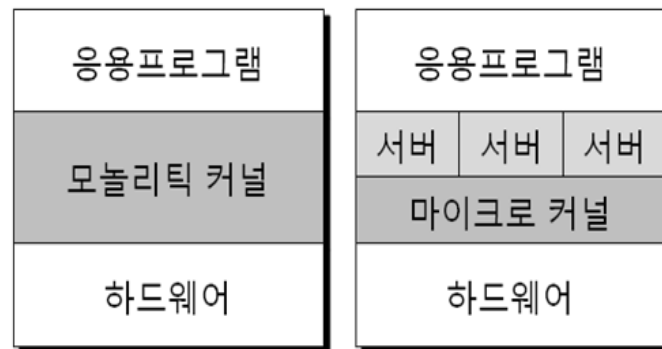 응용프로그램
모놀리틱 커널
하드웨어
응용프로그램
서버 서버 서버
마이크로 커널
하드웨어